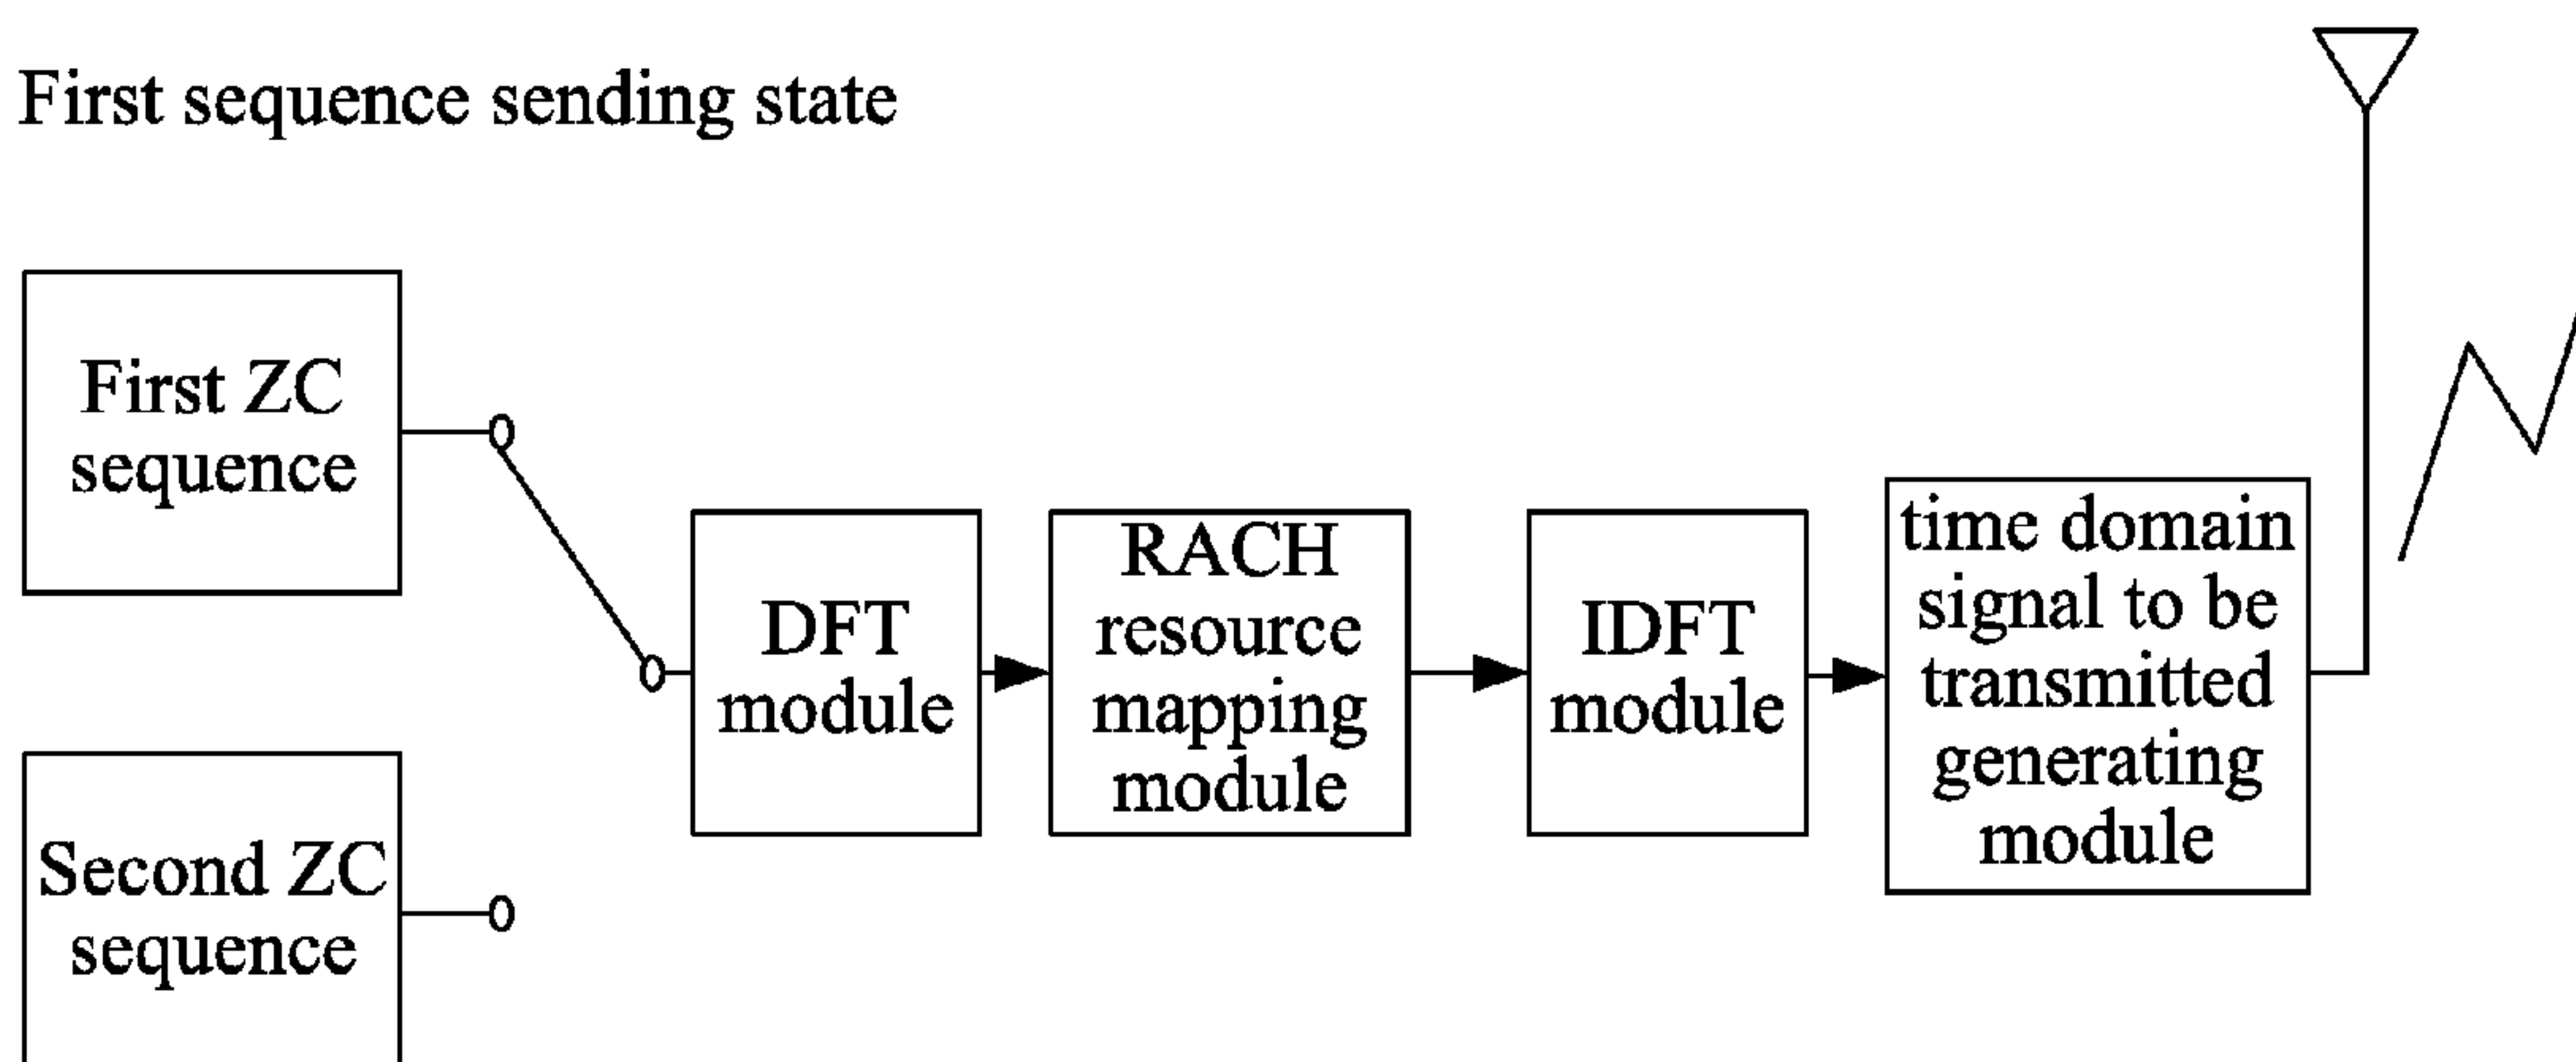 First sequence sending state
First ZC
sequence
Second ZC
sequence
DFT
module
RACH
resource
mapping
module
IDFT
module
time domain
signal to be
transmitted
generating
module